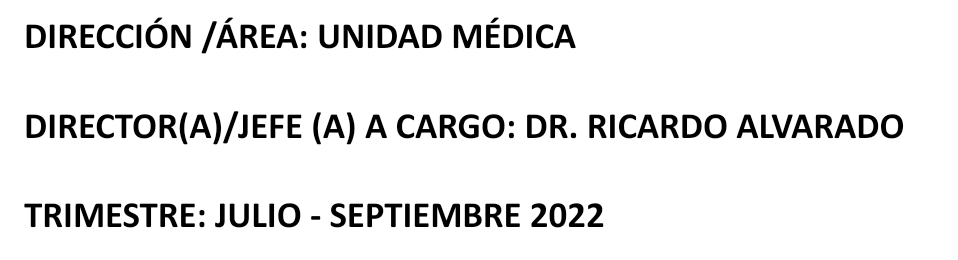 DIRECCIÓN /ÁREA: UNIDAD MÉDICA
DIRECTOR(A)/JEFE (A) A CARGO: DR. RICARDO ALVARADO
TRIMESTRE: JULIO - SEPTIEMBRE 2022